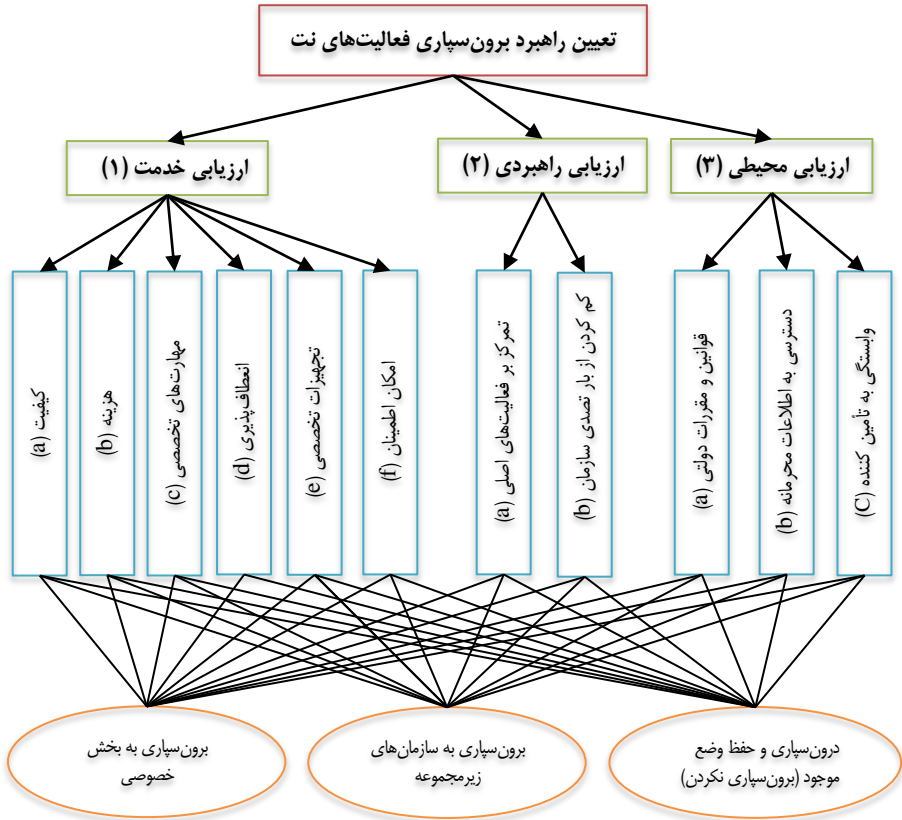 تعیین راهبرد برون‌سپاری فعالیت‌های نت
ارزیابی محیطی (۳)
ارزیابی راهبردی (۲)
ارزیابی خدمت (۱)
وابستگی به تأمین کننده (C)
دسترسی به اطلاعات محرمانه (b)
قوانین و مقررات دولتی (a)
کم کردن از بار تصدی سازمان (b)
تمرکز بر فعالیت‌های اصلی (a)
امکان اطمینان (f)
تجهیزات تخصصی (e)
انعطاف‌پذیری (d)
مهارت‌های تخصصی (c)
هزینه (b)
کیفیت (a)
درون‌سپاری و حفظ وضع
موجود (برون‌سپاری نکردن)
برون‌سپاری به سازمان‌های
زیرمجموعه
برون‌سپاری به بخش
خصوصی